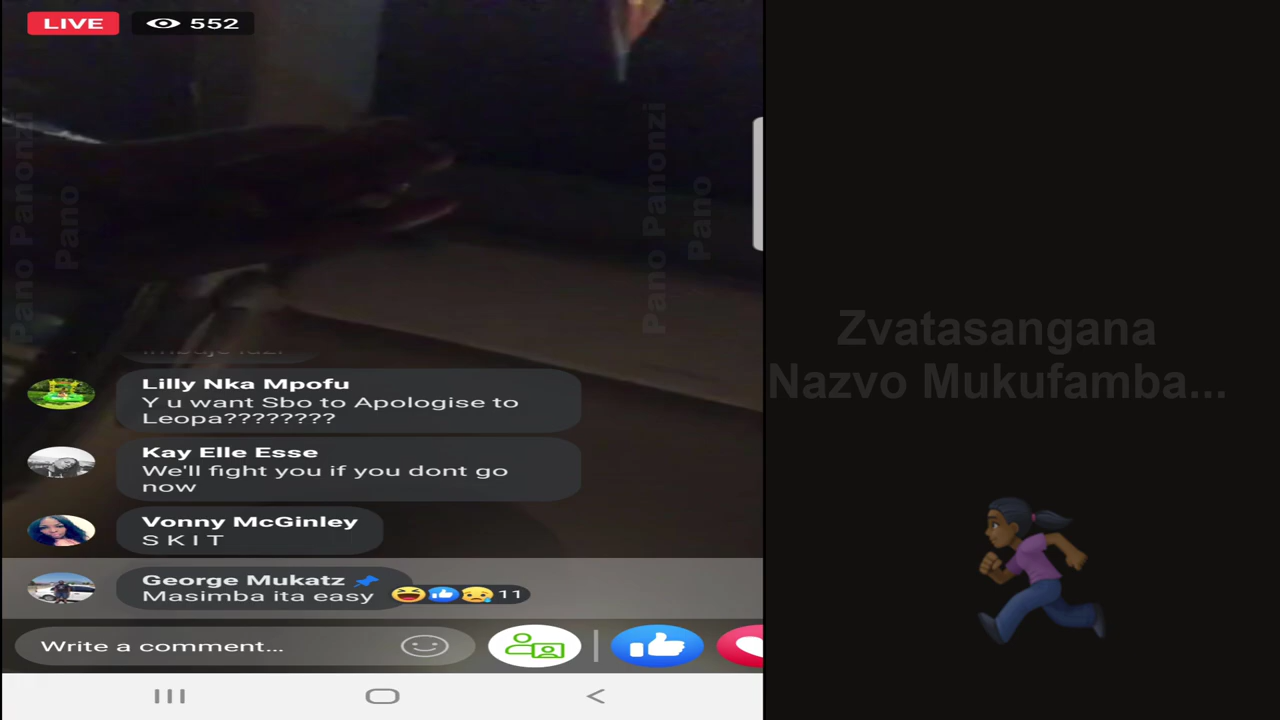 LIVE 552
Pano Panonzi
Pano
Pano Panonzi
Pano
Lilly Nka Mpofu
Y u want Sbo to Apologise to
Leopa????????
Kay Elle Esse
We'll fight you if you dont go
now
Vonny McGinley
S K I T
George Mukatz
Masimba ita easy 11
Write a comment...
Zvatasangana
Nazvo Mukufamba...